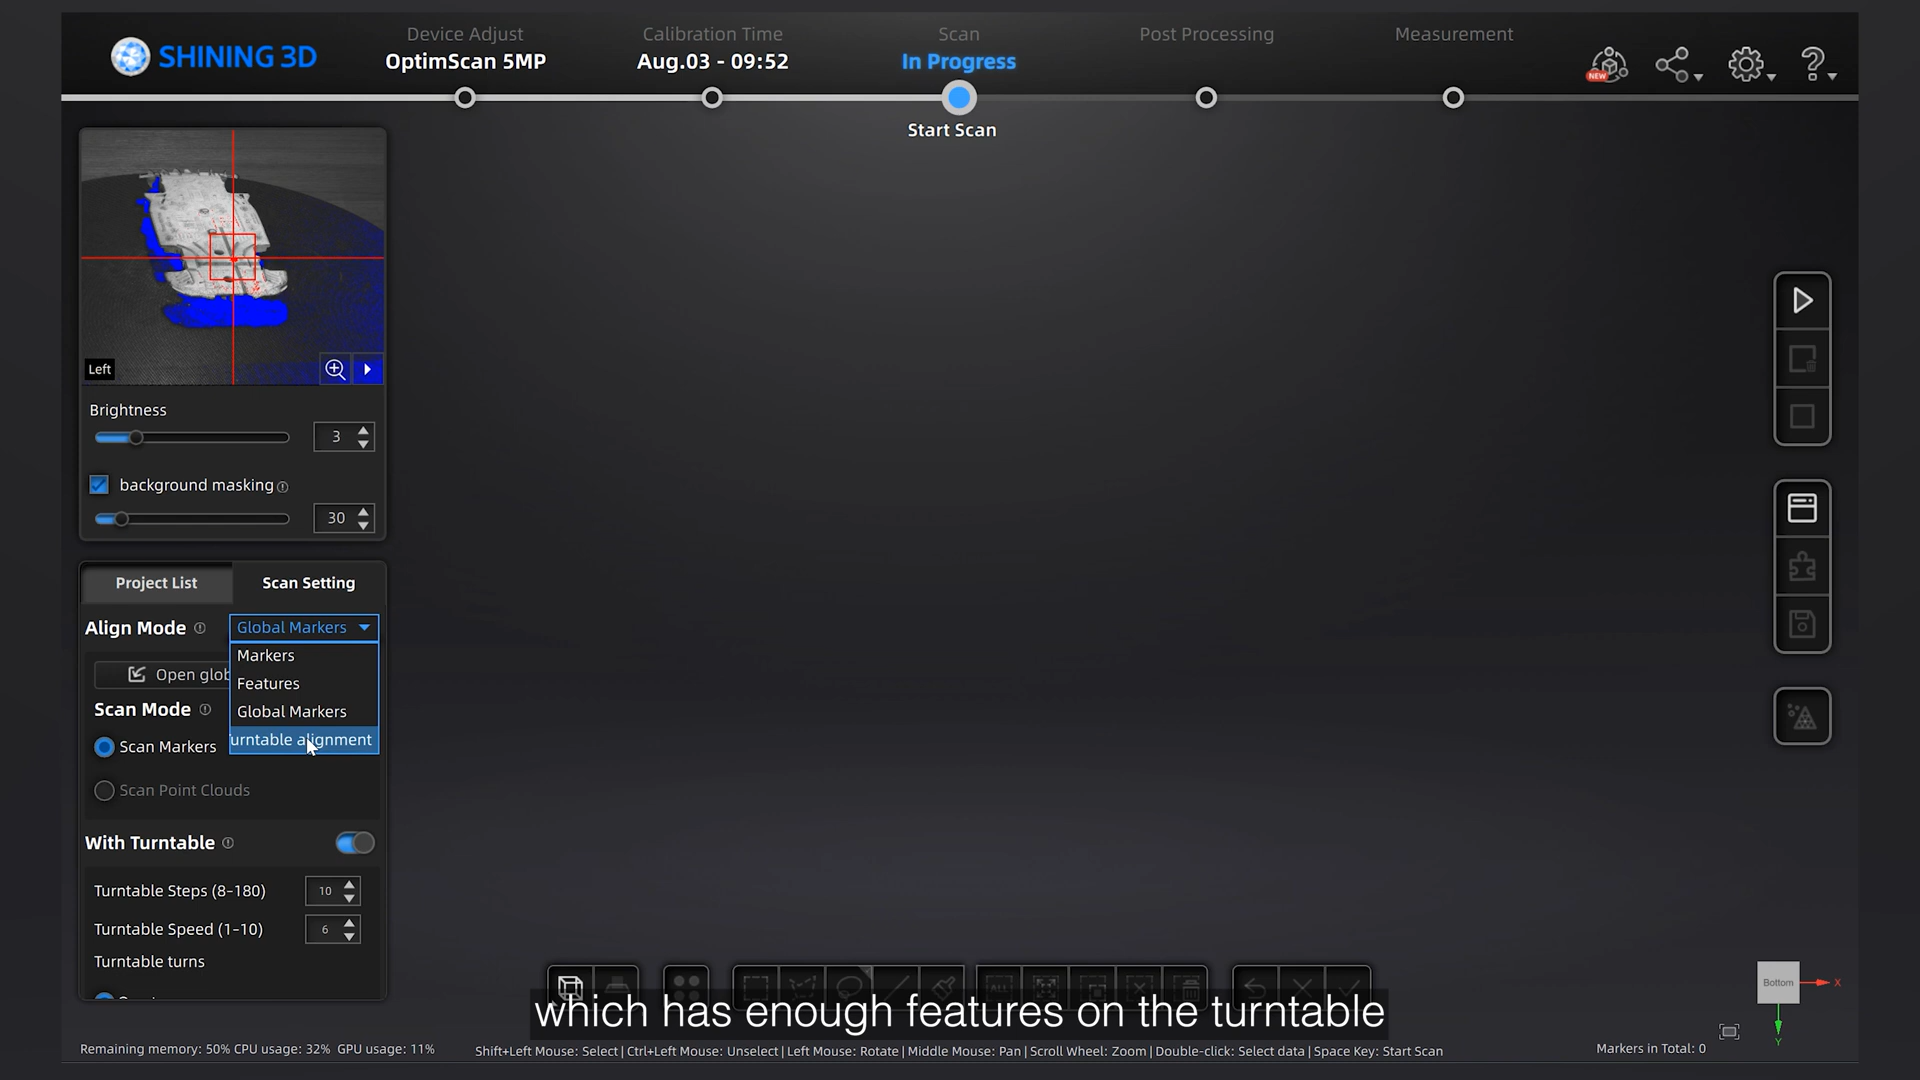 SHINING 3D
Device Adjust
OptimScan 5MP
Calibration Time
Aug.03 - 09:52
Scan
In Progress
Start Scan
Post Processing
Measurement
NEW
Left
Brightness
3
background masking
30
Project List
Scan Setting
Align Mode
Global Markers
Markers
Features
Global Markers
urntable alignment
Open glob
Scan Mode
Scan Markers
Scan Point Clouds
With Turntable
Turntable Steps (8–180)
10
Turntable Speed (1–10)
6
Turntable turns
ALL
which has enough features on the turntable
Bottom
X
Y
Remaining memory: 50% CPU usage: 32% GPU usage: 11%
Shift+Left Mouse: Select | Ctrl+Left Mouse: Unselect | Left Mouse: Rotate | Middle Mouse: Pan | Scroll Wheel: Zoom | Double-click: Select data | Space Key: Start Scan
Markers in Total: 0